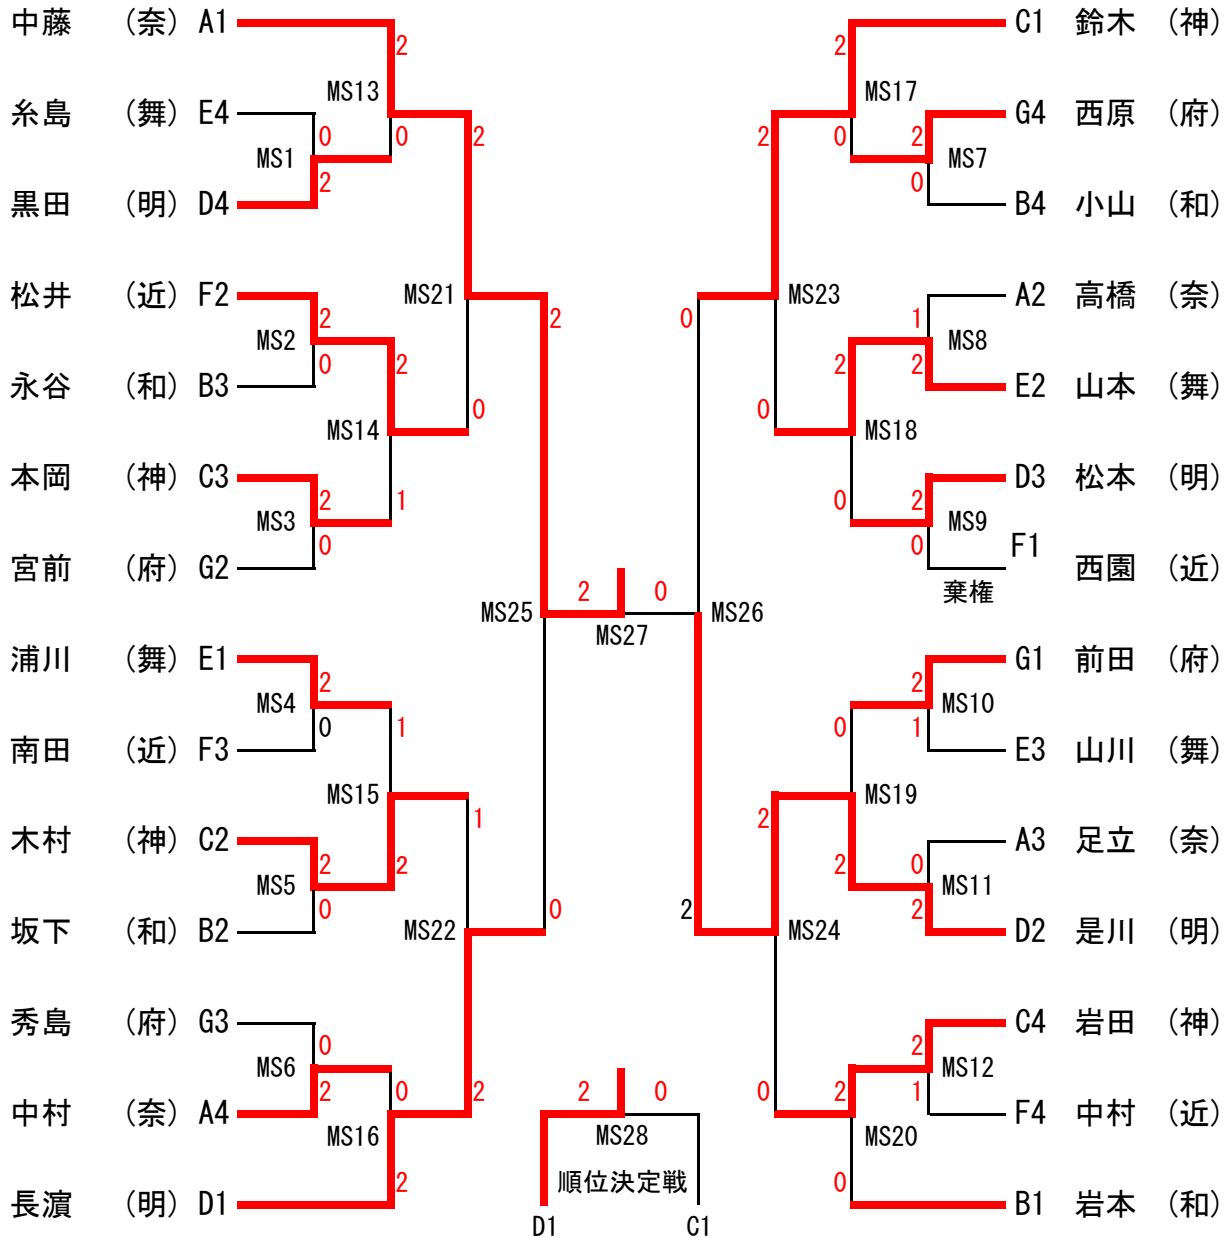 中藤 （奈） A1
2
MS13
糸島 （舞） E4
0
0
2
MS1
2
黒田 （明） D4
松井 （近） F2
MS21
2
2
MS2
0
2
永谷 （和） B3
0
MS14
本岡 （神） C3
2
1
MS3
0
宮前 （府） G2
MS25
浦川 （舞） E1
2
MS4
0
1
南田 （近） F3
MS15
1
木村 （神） C2
2
2
MS5
0
0
坂下 （和） B2
MS22
秀島 （府） G3
0
MS6
2
0
2
中村 （奈） A4
MS16
2
長濵 （明） D1
2 0
MS27
2 0
MS28
順位決定戦
D1 C1
C1 鈴木 （神）
2
MS17
G4 西原 （府）
2
0
2
MS7
0
B4 小山 （和）
A2 高橋 （奈）
MS23
0
1
MS8
2
2
E2 山本 （舞）
0
MS18
D3 松本 （明）
0
2
MS9
0
F1
西園 （近）
棄権
MS26
G1 前田 （府）
2
MS10
0
1
E3 山川 （舞）
MS19
2
A3 足立 （奈）
2
0
MS11
2
2
D2 是川 （明）
MS24
C4 岩田 （神）
2
MS12
0
2
1
F4 中村 （近）
MS20
0
B1 岩本 （和）